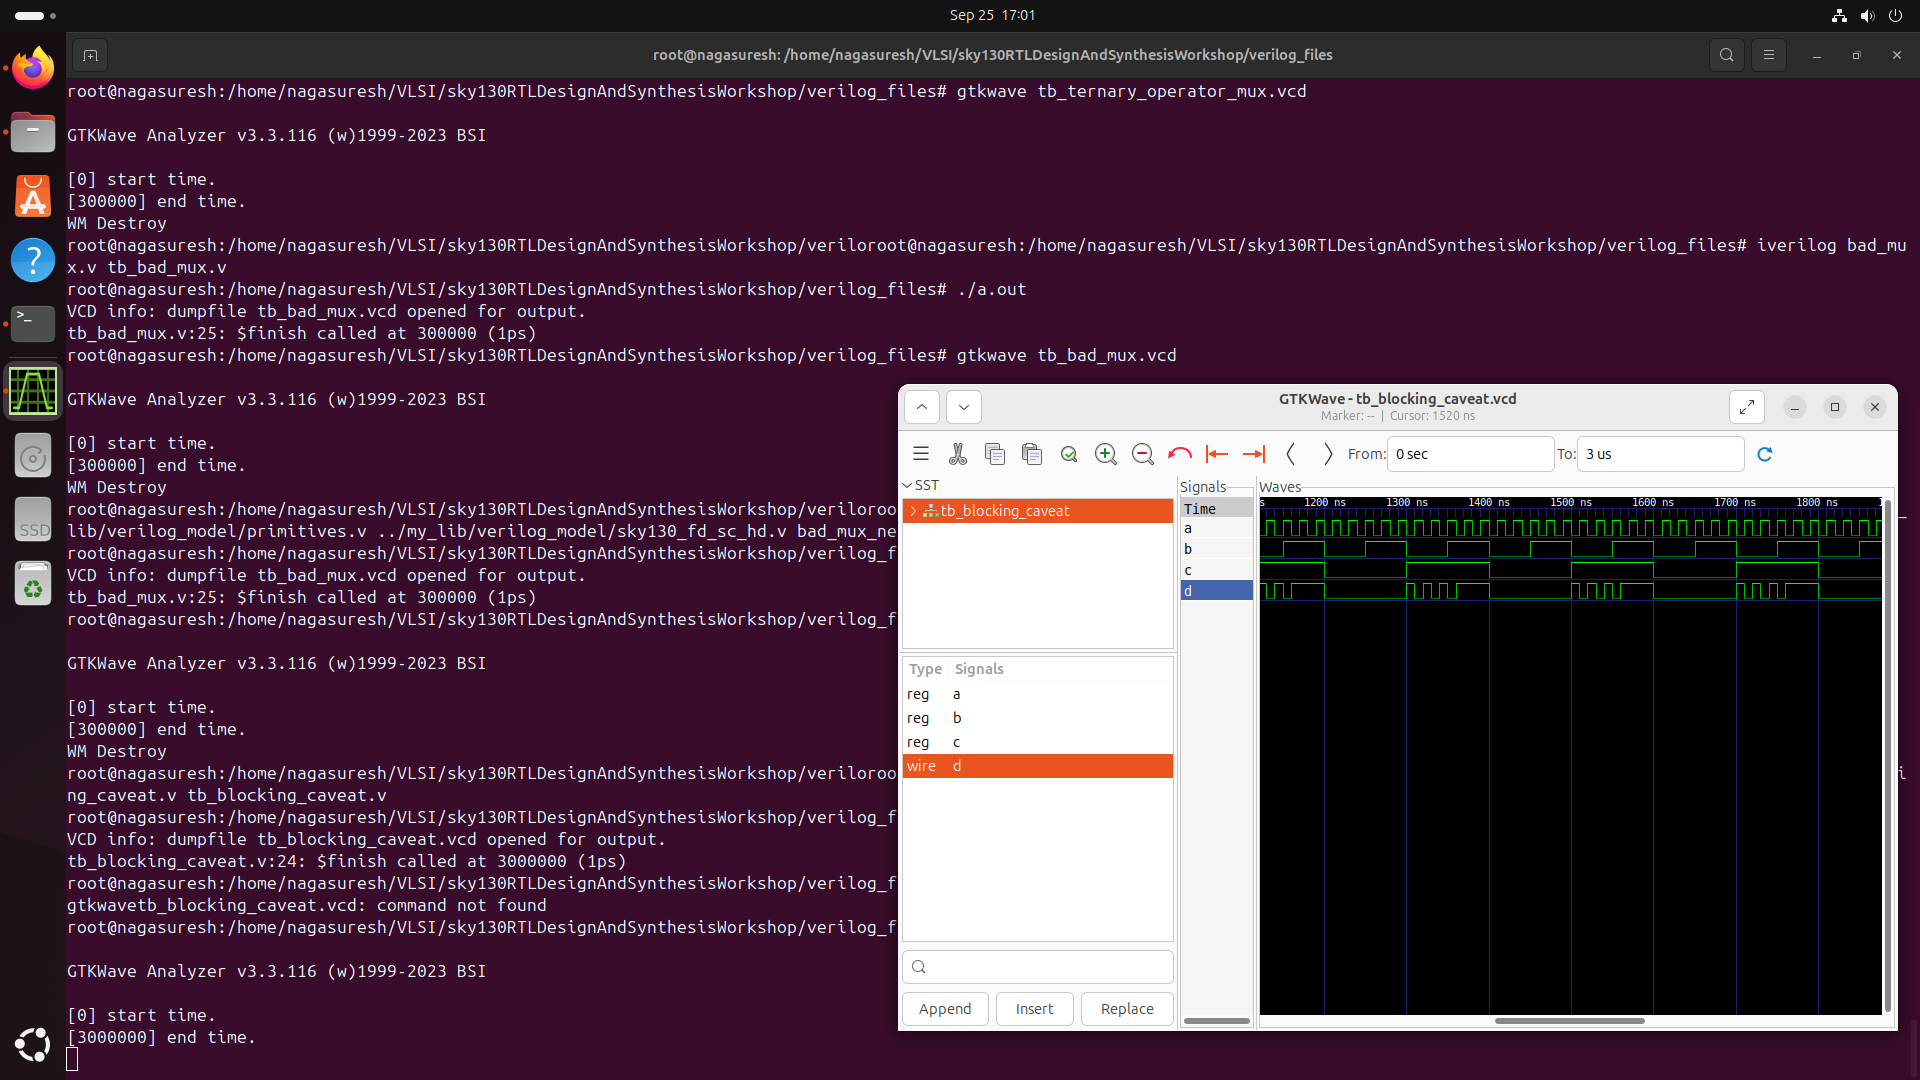 Sep 25 17:01
root@nagasuresh: /home/nagasuresh/VLSI/sky130RTLDesignAndSynthesisWorkshop/verilog_files
root@nagasuresh:/home/nagasuresh/VLSI/sky130RTLDesignAndSynthesisWorkshop/verilog_files# gtkwave tb_ternary_operator_mux.vcd
GTKWave Analyzer v3.3.116 (w)1999-2023 BSI
[0] start time.
[300000] end time.
WM Destroy
root@nagasuresh:/home/nagasuresh/VLSI/sky130RTLDesignAndSynthesisWorkshop/veriloroot@nagasuresh:/home/nagasuresh/VLSI/sky130RTLDesignAndSynthesisWorkshop/verilog_files# iverilog bad_mu
x.v tb_bad_mux.v
root@nagasuresh:/home/nagasuresh/VLSI/sky130RTLDesignAndSynthesisWorkshop/verilog_files# ./a.out
VCD info: dumpfile tb_bad_mux.vcd opened for output.
tb_bad_mux.v:25: $finish called at 300000 (1ps)
root@nagasuresh:/home/nagasuresh/VLSI/sky130RTLDesignAndSynthesisWorkshop/verilog_files# gtkwave tb_bad_mux.vcd
GTKWave Analyzer v3.3.116 (w)1999-2023 BSI
[0] start time.
[300000] end time.
WM Destroy
root@nagasuresh:/home/nagasuresh/VLSI/sky130RTLDesignAndSynthesisWorkshop/veriloroo
lib/verilog_model/primitives.v ../my_lib/verilog_model/sky130_fd_sc_hd.v bad_mux_ne
root@nagasuresh:/home/nagasuresh/VLSI/sky130RTLDesignAndSynthesisWorkshop/verilog_f
VCD info: dumpfile tb_bad_mux.vcd opened for output.
tb_bad_mux.v:25: $finish called at 300000 (1ps)
root@nagasuresh:/home/nagasuresh/VLSI/sky130RTLDesignAndSynthesisWorkshop/verilog_f
GTKWave Analyzer v3.3.116 (w)1999-2023 BSI
[0] start time.
[300000] end time.
WM Destroy
root@nagasuresh:/home/nagasuresh/VLSI/sky130RTLDesignAndSynthesisWorkshop/veriloroo
ng_caveat.v tb_blocking_caveat.v
root@nagasuresh:/home/nagasuresh/VLSI/sky130RTLDesignAndSynthesisWorkshop/verilog_f
VCD info: dumpfile tb_blocking_caveat.vcd opened for output.
tb_blocking_caveat.v:24: $finish called at 3000000 (1ps)
root@nagasuresh:/home/nagasuresh/VLSI/sky130RTLDesignAndSynthesisWorkshop/verilog_f
gtkwavetb_blocking_caveat.vcd: command not found
root@nagasuresh:/home/nagasuresh/VLSI/sky130RTLDesignAndSynthesisWorkshop/verilog_f
GTKWave Analyzer v3.3.116 (w)1999-2023 BSI
[0] start time.
[3000000] end time.
SSD
GTKWave - tb_blocking_caveat.vcd
Marker: -- | Cursor: 1520 ns
From: 0 sec To: 3 us
SST
tb_blocking_caveat
Type Signals
reg a
reg b
reg c
wire d
Append Insert Replace
Signals
Time
a
b
c
d
Waves
s 1200 ns 1300 ns 1400 ns 1500 ns 1600 ns 1700 ns 1800 ns